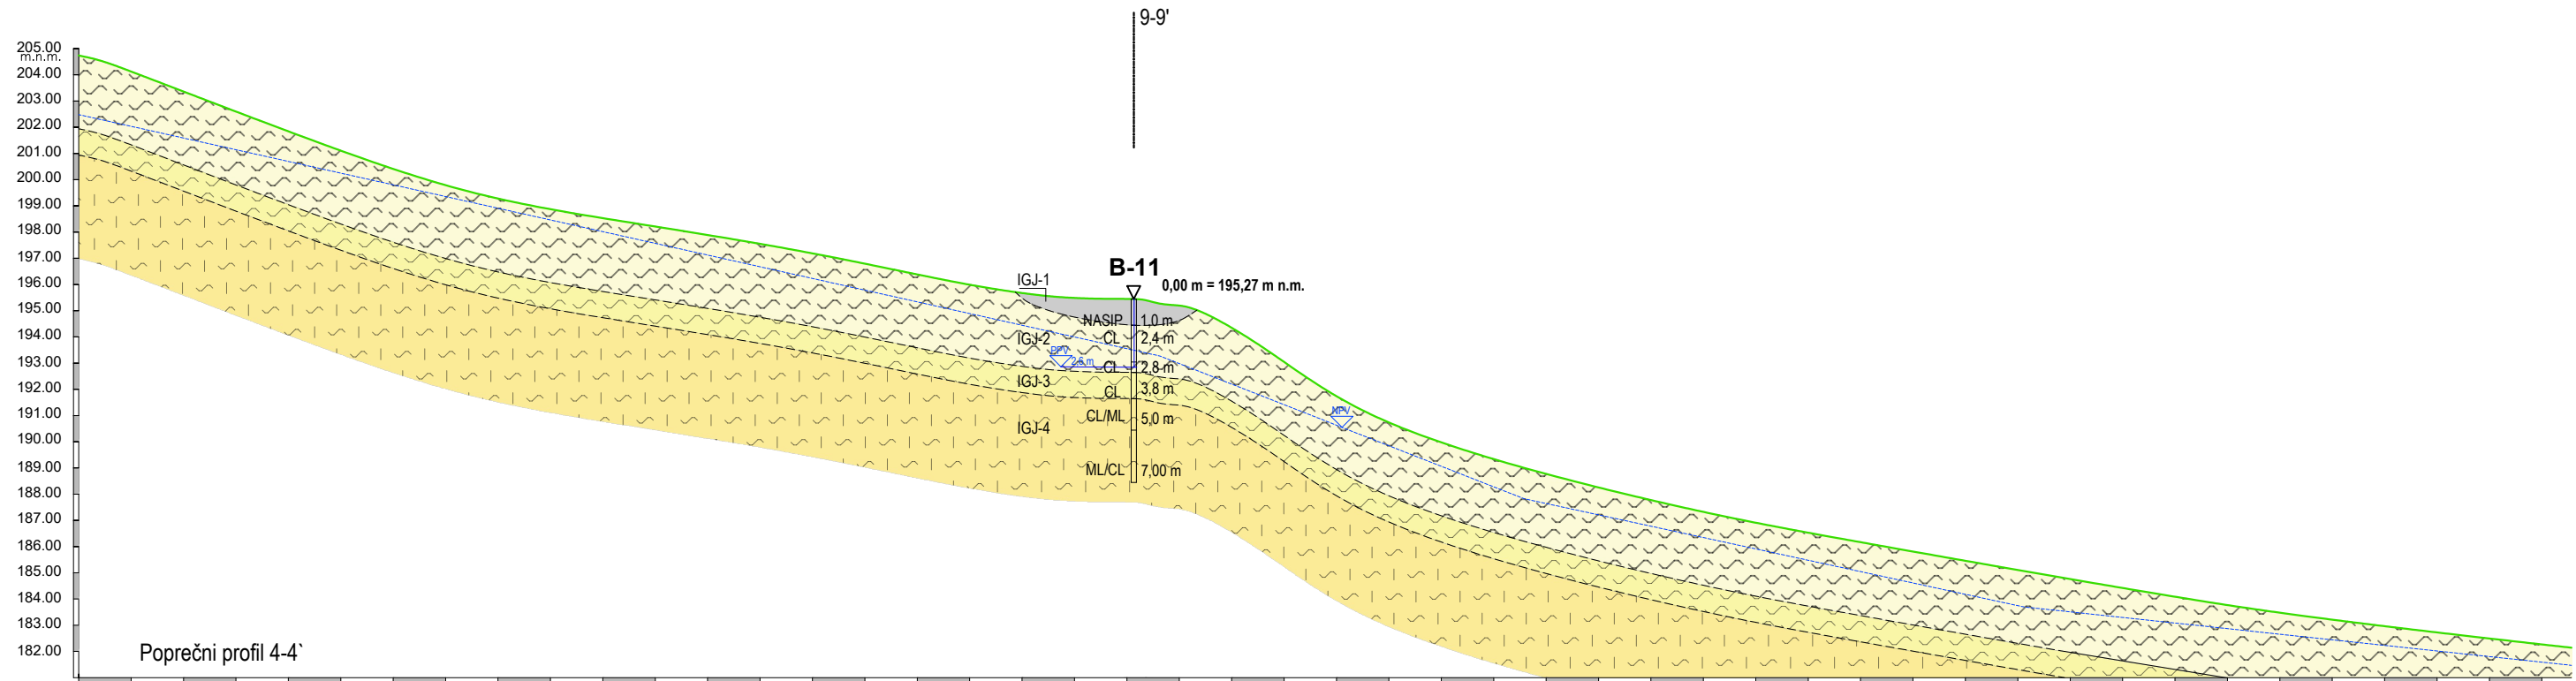 9-9'
205.00
m.n.m.
204.00
203.00
202.00
201.00
200.00
199.00
198.00
197.00
196.00
195.00
194.00
193.00
192.00
191.00
190.00
189.00
188.00
187.00
186.00
185.00
184.00
183.00
182.00
B-11
0,00 m = 195,27 m n.m.
IGJ-1
NASIP 1,0 m
IGJ-2 CL 2,4 m
PPV 2,6 m
CL 2,8 m
IGJ-3
CL 3,8 m
CL/ML 5,0 m
IGJ-4
ML/CL 7,00 m
NPV
Poprečni profil 4-4`